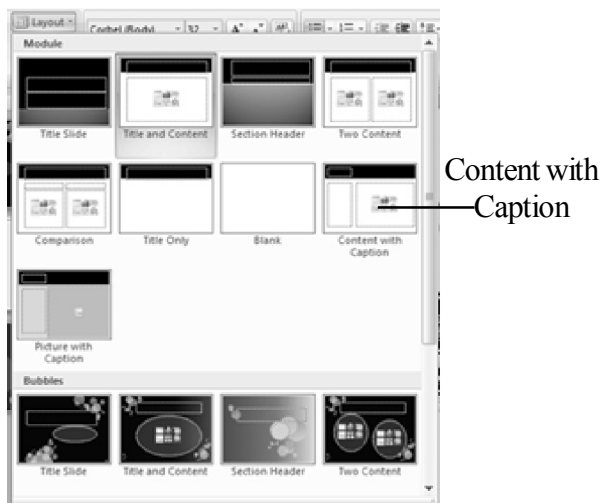 Layout
Corbel (Body) 32
Module
Title Slide
Title and Content
Section Header
Two Content
Comparison
Title Only
Blank
Content with
Caption
Picture with
Caption
Bubbles
Title Slide
Title and Content
Section Header
Two Content
Content with
Caption